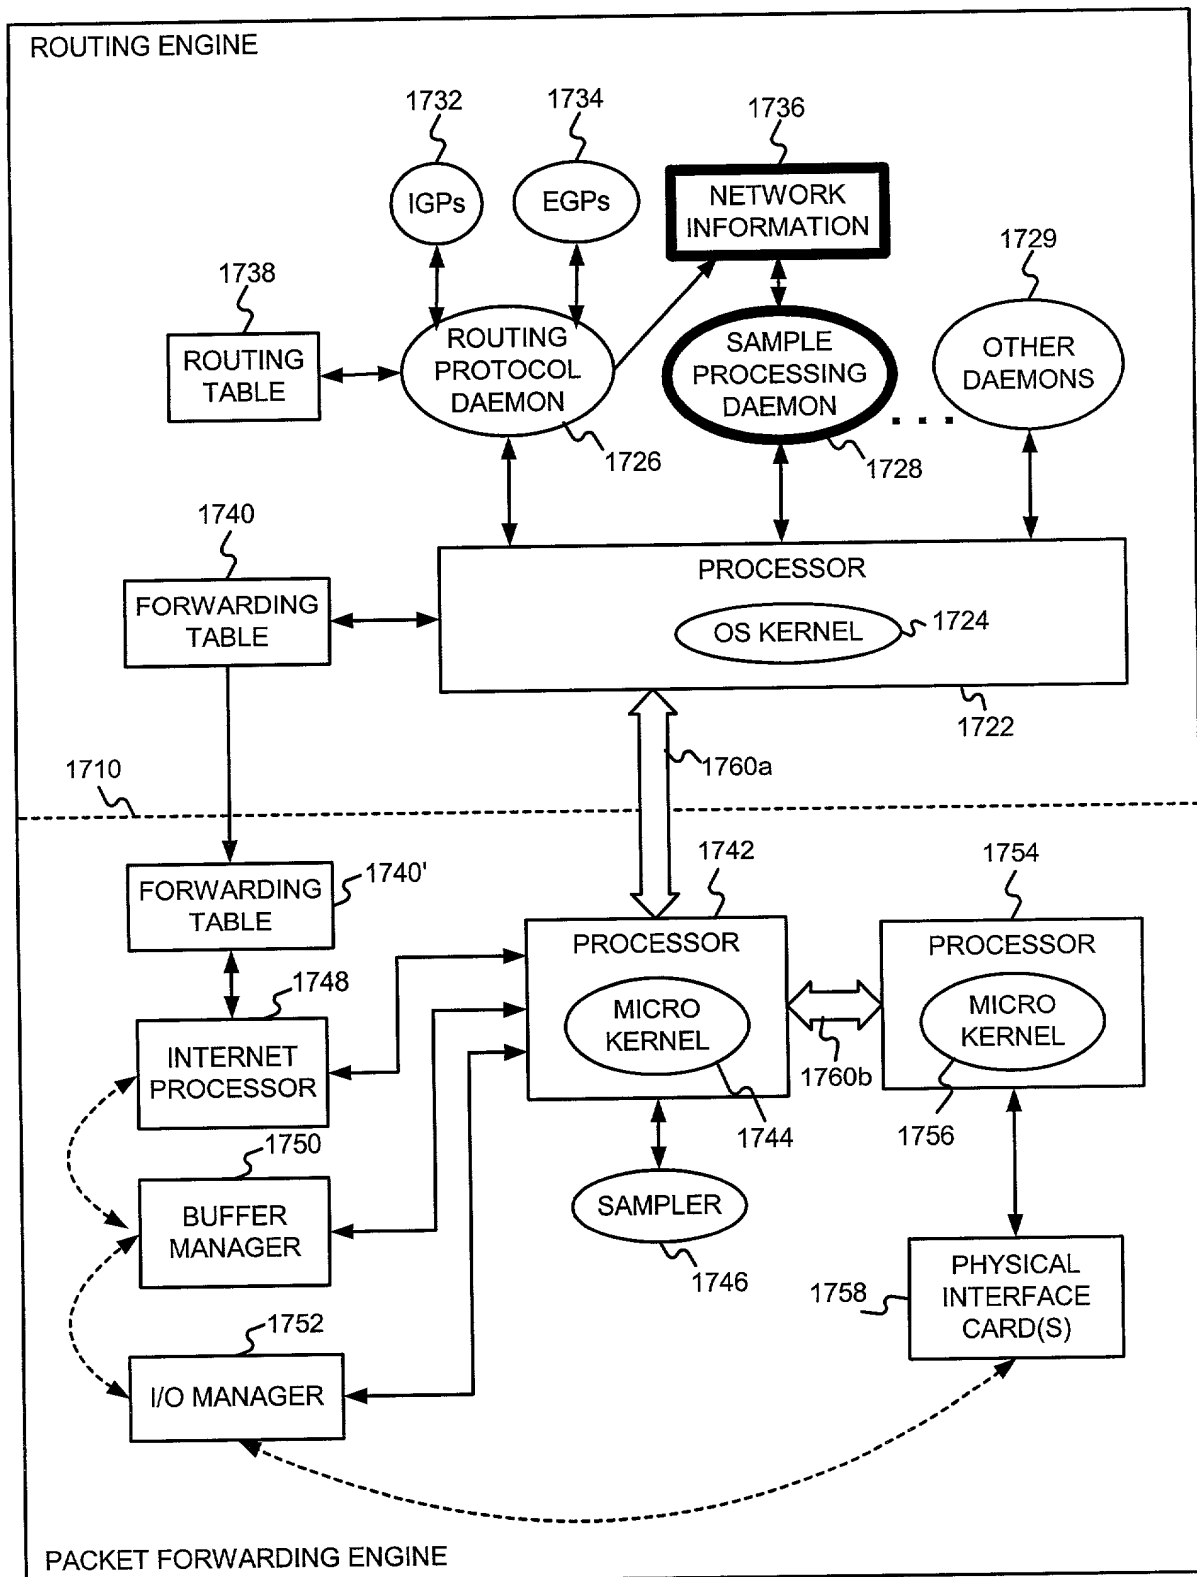 ROUTING ENGINE
1732
1734
1736
IGPs
EGPs
NETWORK
INFORMATION
1729
1738
ROUTING
TABLE
ROUTING
PROTOCOL
DAEMON
SAMPLE
PROCESSING
DAEMON
OTHER
DAEMONS
. . .
1726
1728
1740
FORWARDING
TABLE
PROCESSOR
OS KERNEL
1724
1722
1760a
1710
1740'
FORWARDING
TABLE
1742
1754
PROCESSOR
PROCESSOR
1748
MICRO
KERNEL
MICRO
KERNEL
INTERNET
PROCESSOR
1760b
1744
1756
1750
BUFFER
MANAGER
SAMPLER
1746
PHYSICAL
INTERFACE
CARD(S)
1758
1752
I/O MANAGER
PACKET FORWARDING ENGINE